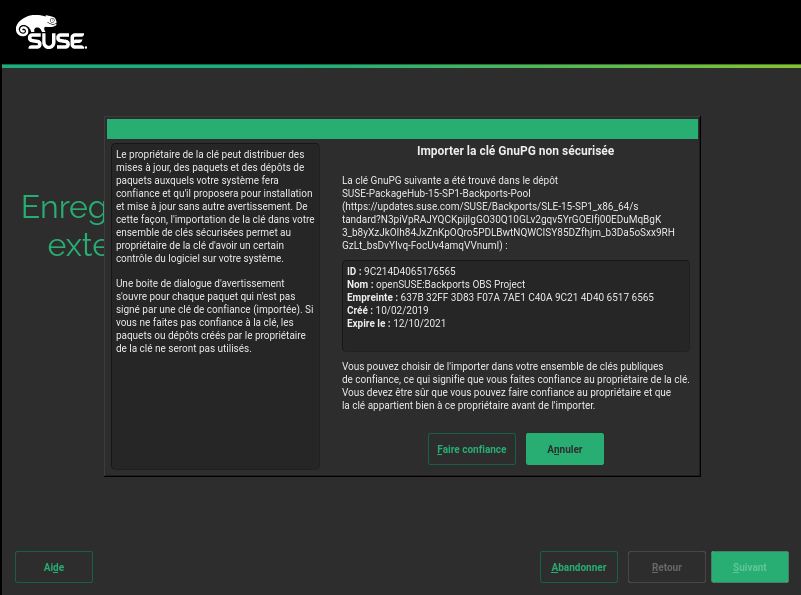 SUSE.
Enreg
exte
Le propriétaire de la clé peut distribuer des
mises à jour, des paquets et des dépôts de
paquets auxquels votre système fera
confiance et qu'il proposera pour installation
et mise à jour sans autre avertissement. De
cette façon, l'importation de la clé dans votre
ensemble de clés sécurisées permet au
propriétaire de la clé d'avoir un certain
contrôle du logiciel sur votre système.
Une boite de dialogue d'avertissement
s'ouvre pour chaque paquet qui n'est pas
signé par une clé de confiance (importée). Si
vous ne faites pas confiance à la clé, les
paquets ou dépôts créés par le propriétaire
de la clé ne seront pas utilisés.
Importer la clé GnuPG non sécurisée
La clé GnuPG suivante a été trouvé dans le dépôt
SUSE-PackageHub-15-SP1-Backports-Pool
(https://updates.suse.com/SUSE/Backports/SLE-15-SP1_x86_64/s
tandard?N3piVpRAJYQCKpijIgGO30Q10GLv2gqv5YrGOEIfj00EDuMqBgK
3_b8yXzJkOIh84JxZnKpOQro5PDLBwtNQWCISY85DZfhjm_b3Da5oSxx9RH
GzLt_bsDvYIvq-FocUv4amqVVnumI) :
ID : 9C214D4065176565
Nom : openSUSE:Backports OBS Project
Empreinte : 637B 32FF 3D83 F07A 7AE1 C40A 9C21 4D40 6517 6565
Créé : 10/02/2019
Expire le : 12/10/2021
Vous pouvez choisir de l'importer dans votre ensemble de clés publiques
de confiance, ce qui signifie que vous faites confiance au propriétaire de la clé.
Vous devez être sûr que vous pouvez faire confiance au propriétaire et que
la clé appartient bien à ce propriétaire avant de l'importer.
Faire confiance
Annuler
Aide
Abandonner
Retour
Suivant